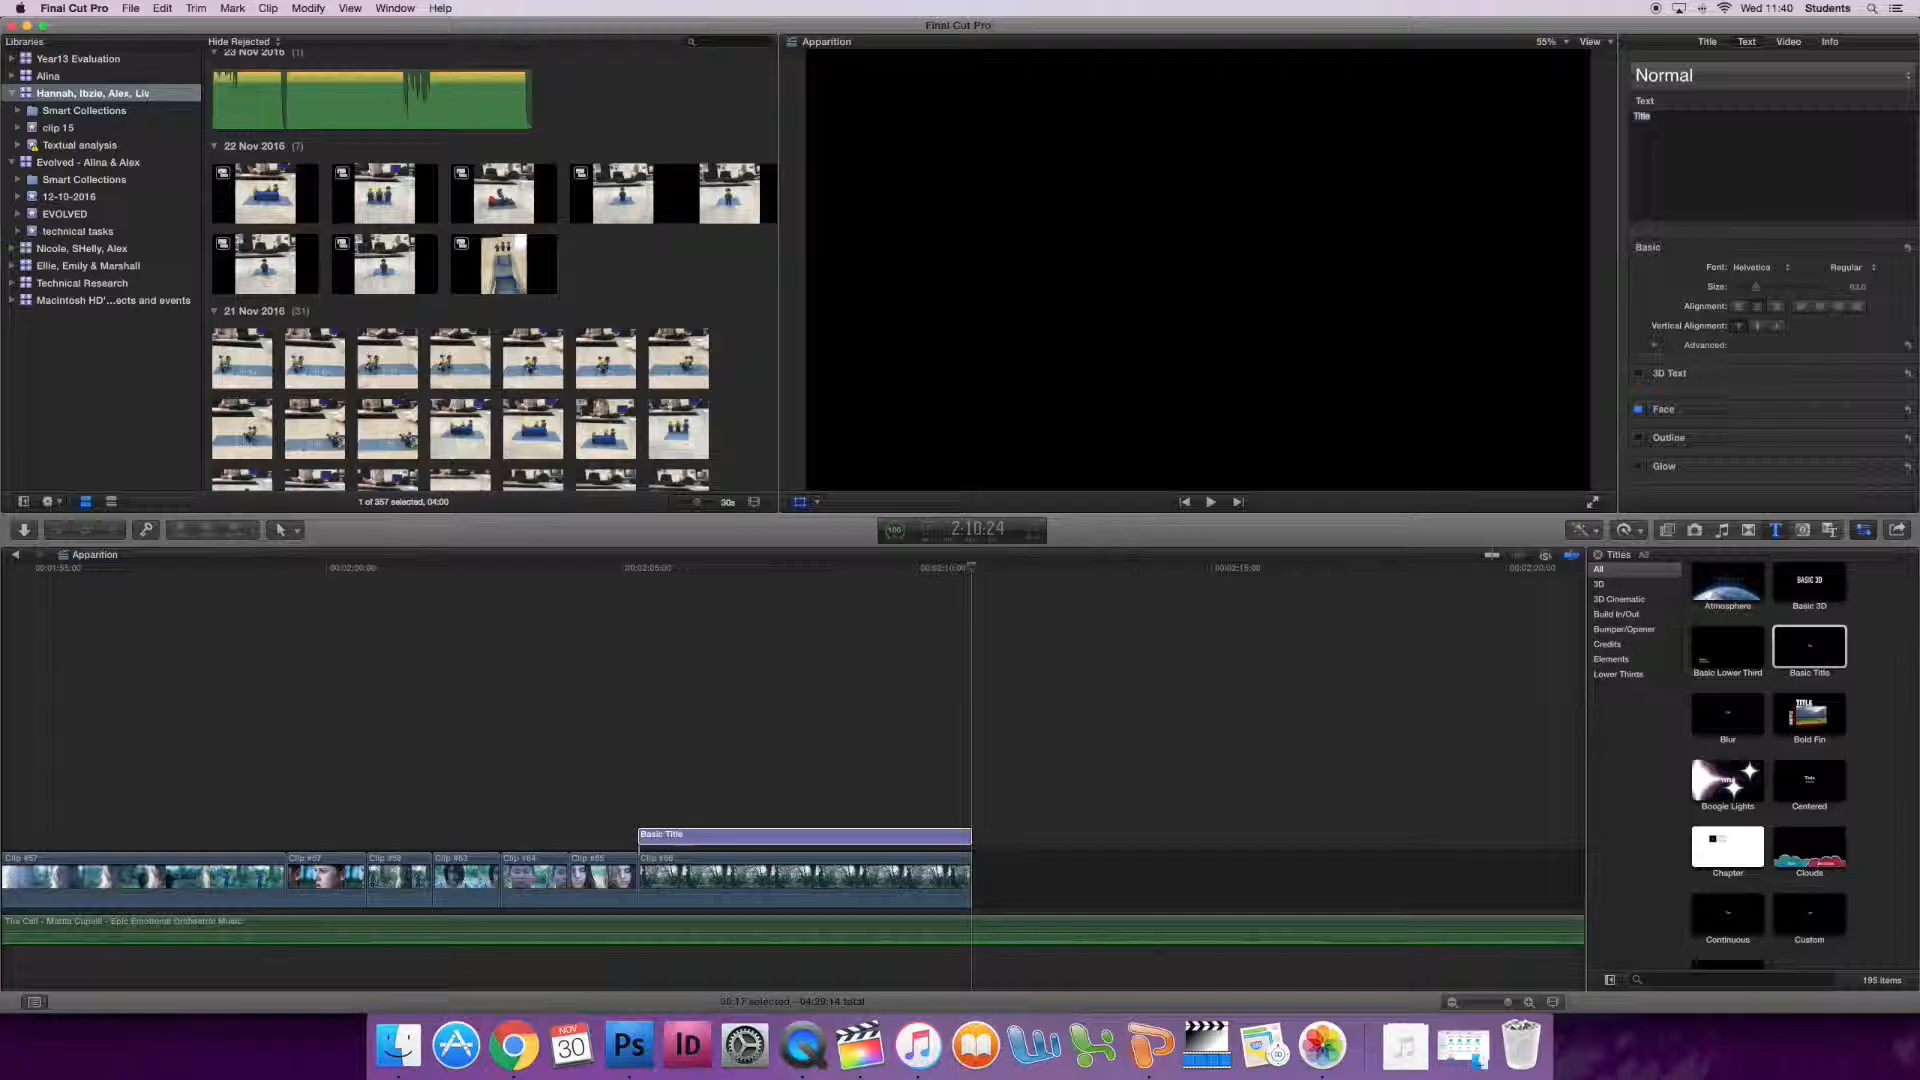 Final Cut Pro File Edit Trim Mark Clip Modify View Window Help Wed 11:40 Students
Final Cut Pro
Libraries
Year13 Evaluation
Alina
Hannah, Ibzie, Alex, Liv
Smart Collections
clip 15
Textual analysis
Evolved - Alina & Alex
Smart Collections
12-10-2016
EVOLVED
technical tasks
Nicole, SHelly, Alex
Ellie, Emily & Marshall
Technical Research
Macintosh HD'...ects and events
Hide Rejected
23 Nov 2016 (1)
22 Nov 2016 (7)
21 Nov 2016 (31)
1 of 357 selected, 04:00
30s
Apparition 55% View
Title Text Video Info
Normal
Text
Title
Basic
Font: Helvetica Regular
Size: 63.0
Alignment:
Vertical Alignment:
Advanced:
3D Text
Face
Outline
Glow
100 2:10:24
Apparition
00:01:55:00 00:02:00:00 00:02:05:00 00:02:10:00 00:02:15:00 00:02:20:00
Basic Title
Clip #57 Clip #57 Clip #63 Clip #64 Clip #65 Clip #66
The Call - Mattia Cupelli - Epic Emotional Orchestral Music
00:17 selected - 04:29:14 total
Titles All
All
3D
3D Cinematic
Build In/Out
Bumper/Opener
Credits
Elements
Lower Thirds
Atmosphere
BASIC 3D
Basic 3D
Basic Lower Third
Basic Title
Blur
TITLE
Bold Fin
Boogie Lights
Title
Centered
Chapter
Clouds
Continuous
Custom
195 items
NOV
30
Ps
Id